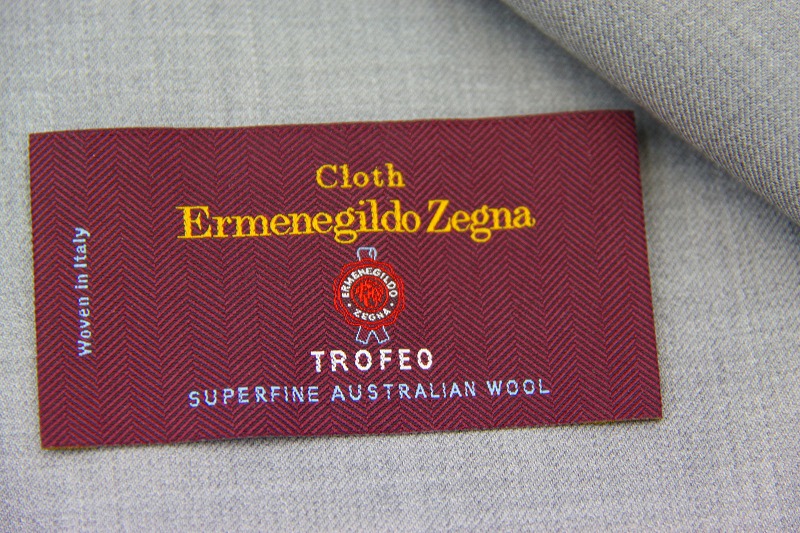 Cloth
Ermenegildo Zegna
Woven in Italy
ERMENEGILDO
ZEGNA
TROFEO
SUPERFINE AUSTRALIAN WOOL